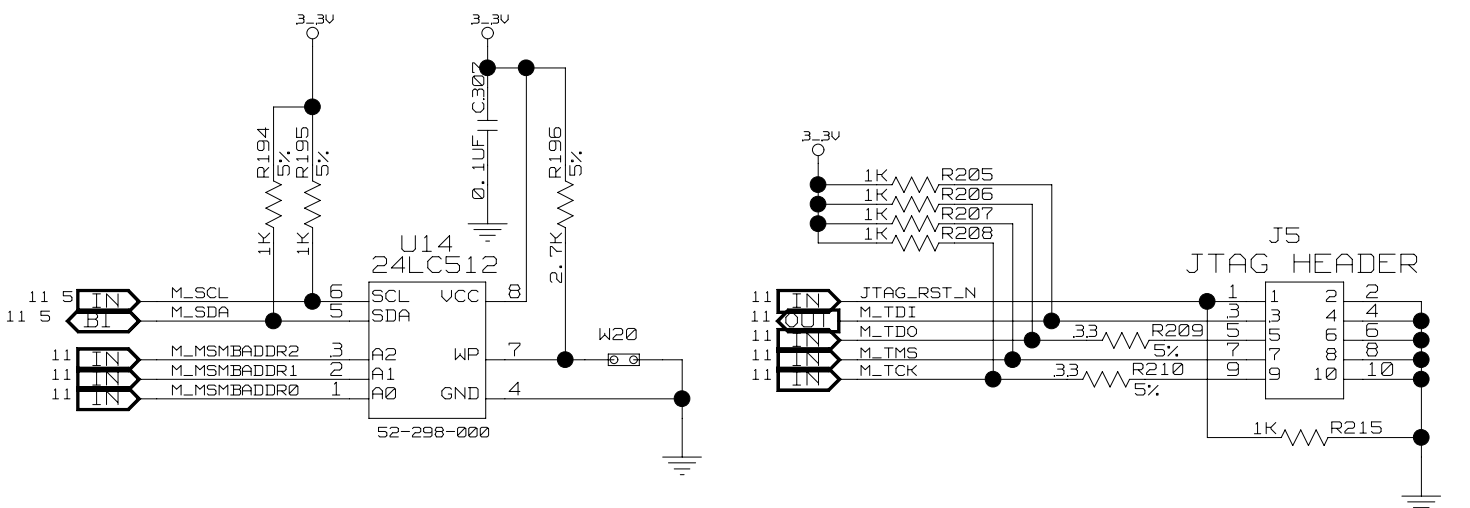 3_3V
3_3V
R194
5%
1K
R195
5%
1K
C307
0.1UF
R196
5%
2.7K
U14
24LC512
11 5 IN M_SCL 6 SCL VCC 8
11 5 BI M_SDA 5 SDA
11 IN M_MSMBADDR2 3 A2 WP 7
11 IN M_MSMBADDR1 2 A1
11 IN M_MSMBADDR0 1 A0 GND 4
52-298-000
W20
3_3V
1K R205
1K R206
1K R207
1K R208
J5
JTAG HEADER
11 IN JTAG_RST_N 1 1 2 2
11 OUT M_TDI 3 3 4 4
11 IN M_TDO 33 R209 5% 5 5 6 6
11 IN M_TMS 7 7 8 8
11 IN M_TCK 33 R210 5% 9 9 10 10
1K R215